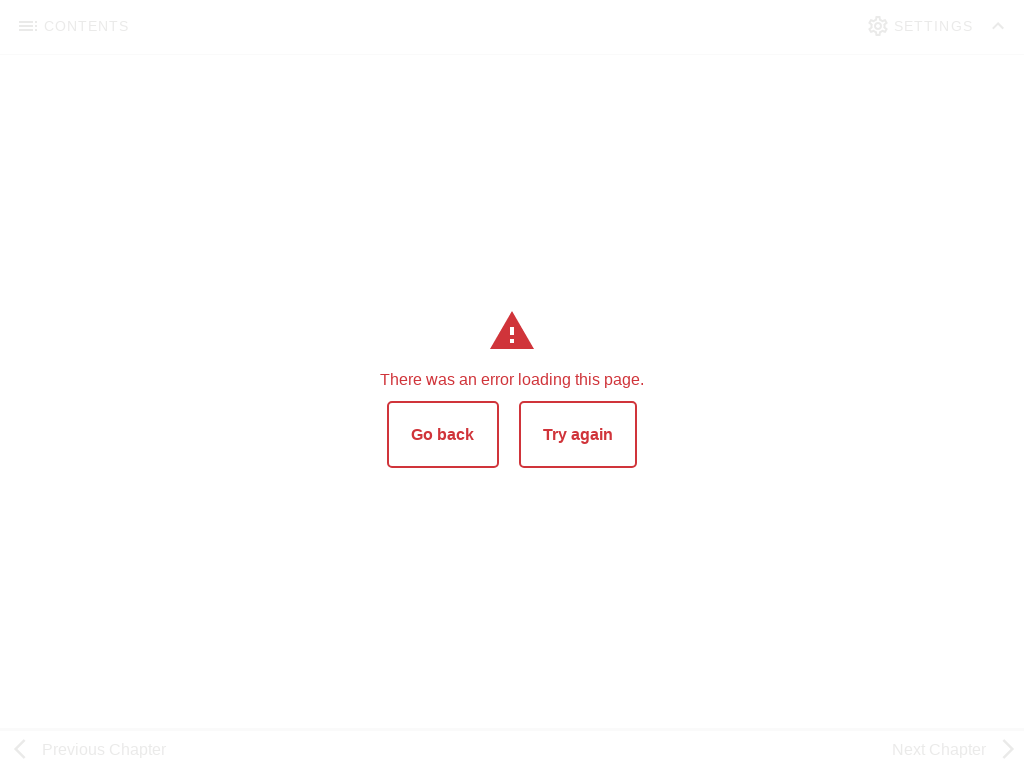 CONTENTS
SETTINGS
There was an error loading this page.
Go back
Try again
Previous Chapter
Next Chapter